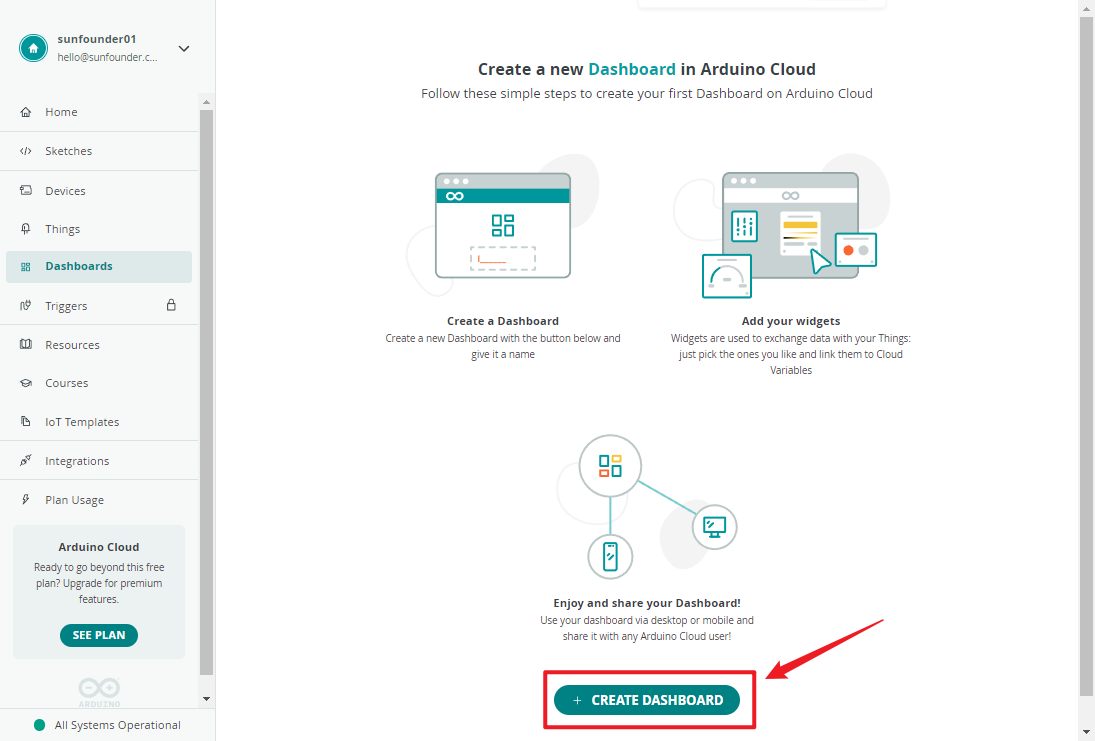 sunfounder01
hello@sunfounder.c...
Home
Sketches
Devices
Things
Dashboards
Triggers
Resources
Courses
IoT Templates
Integrations
Plan Usage
Arduino Cloud
Ready to go beyond this free
plan? Upgrade for premium
features.
SEE PLAN
ARDUINO
All Systems Operational
Create a new Dashboard in Arduino Cloud
Follow these simple steps to create your first Dashboard on Arduino Cloud
Create a Dashboard
Create a new Dashboard with the button below and
give it a name
Add your widgets
Widgets are used to exchange data with your Things:
just pick the ones you like and link them to Cloud
Variables
Enjoy and share your Dashboard!
Use your dashboard via desktop or mobile and
share it with any Arduino Cloud user!
+ CREATE DASHBOARD